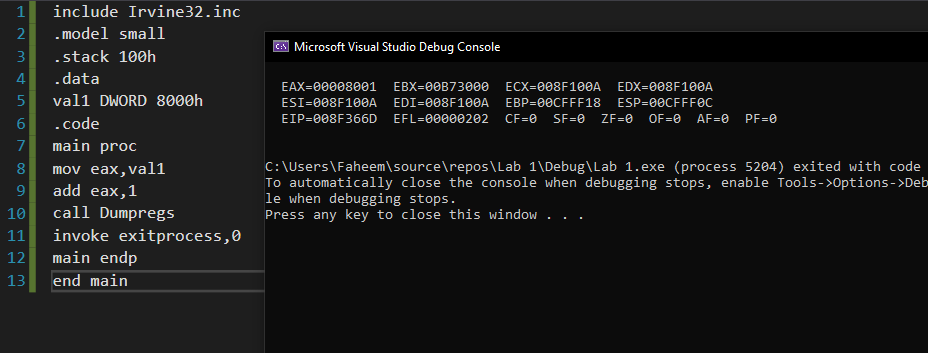 1 include Irvine32.inc
2 .model small
3 .stack 100h
4 .data
5 val1 DWORD 8000h
6 .code
7 main proc
8 mov eax,val1
9 add eax,1
10 call Dumpregs
11 invoke exitprocess,0
12 main endp
13 end main
C:\ Microsoft Visual Studio Debug Console
EAX=00008001 EBX=00B73000 ECX=008F100A EDX=008F100A
ESI=008F100A EDI=008F100A EBP=00CFFF18 ESP=00CFFF0C
EIP=008F366D EFL=00000202 CF=0 SF=0 ZF=0 OF=0 AF=0 PF=0
C:\Users\Faheem\source\repos\Lab 1\Debug\Lab 1.exe (process 5204) exited with code
To automatically close the console when debugging stops, enable Tools->Options->Deb
le when debugging stops.
Press any key to close this window . . .